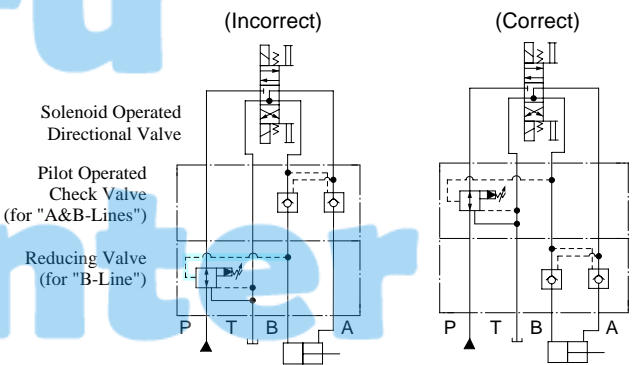 (Incorrect)
(Correct)
Solenoid Operated
Directional Valve
Pilot Operated
Check Valve
(for "A&B-Lines")
Reducing Valve
(for "B-Line")
P T B A
P T B A